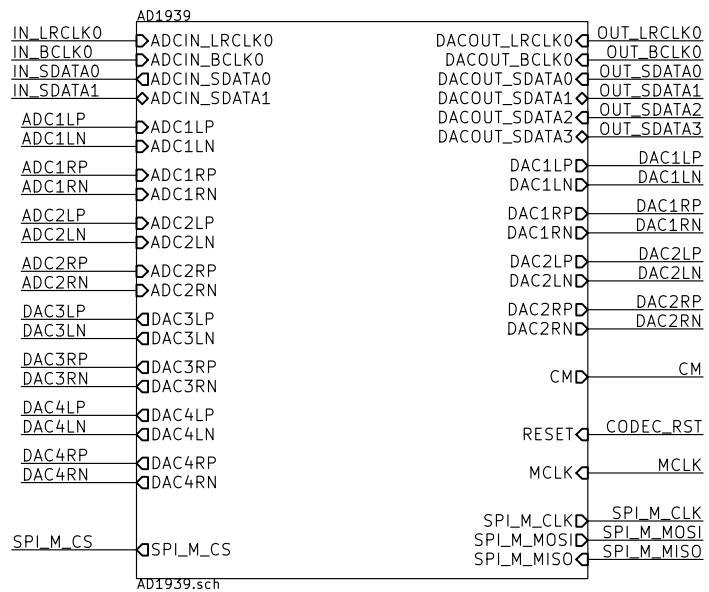 AD1939
IN_LRCLK0 ADCIN_LRCLK0 DACOUT_LRCLK0 OUT_LRCLK0
IN_BCLK0 ADCIN_BCLK0 DACOUT_BCLK0 OUT_BCLK0
IN_SDATA0 ADCIN_SDATA0 DACOUT_SDATA0 OUT_SDATA0
IN_SDATA1 ADCIN_SDATA1 DACOUT_SDATA1 OUT_SDATA1
DACOUT_SDATA2 OUT_SDATA2
ADC1LP ADC1LP
DACOUT_SDATA3 OUT_SDATA3
ADC1LN ADC1LN
DAC1LP DAC1LP
ADC1RP ADC1RP
DAC1LN DAC1LN
ADC1RN ADC1RN
DAC1RP DAC1RP
ADC2LP ADC2LP
DAC1RN DAC1RN
ADC2LN ADC2LN
DAC2LP DAC2LP
ADC2RP ADC2RP
DAC2LN DAC2LN
ADC2RN ADC2RN
DAC2RP DAC2RP
DAC3LP DAC3LP
DAC2RN DAC2RN
DAC3LN DAC3LN
DAC3RP DAC3RP
CM CM
DAC3RN DAC3RN
DAC4LP DAC4LP
DAC4LN DAC4LN RESET CODEC_RST
DAC4RP DAC4RP
MCLK MCLK
DAC4RN DAC4RN
SPI_M_CLK SPI_M_CLK
SPI_M_MOSI SPI_M_MOSI
SPI_M_CS SPI_M_CS
SPI_M_MISO SPI_M_MISO
AD1939.sch